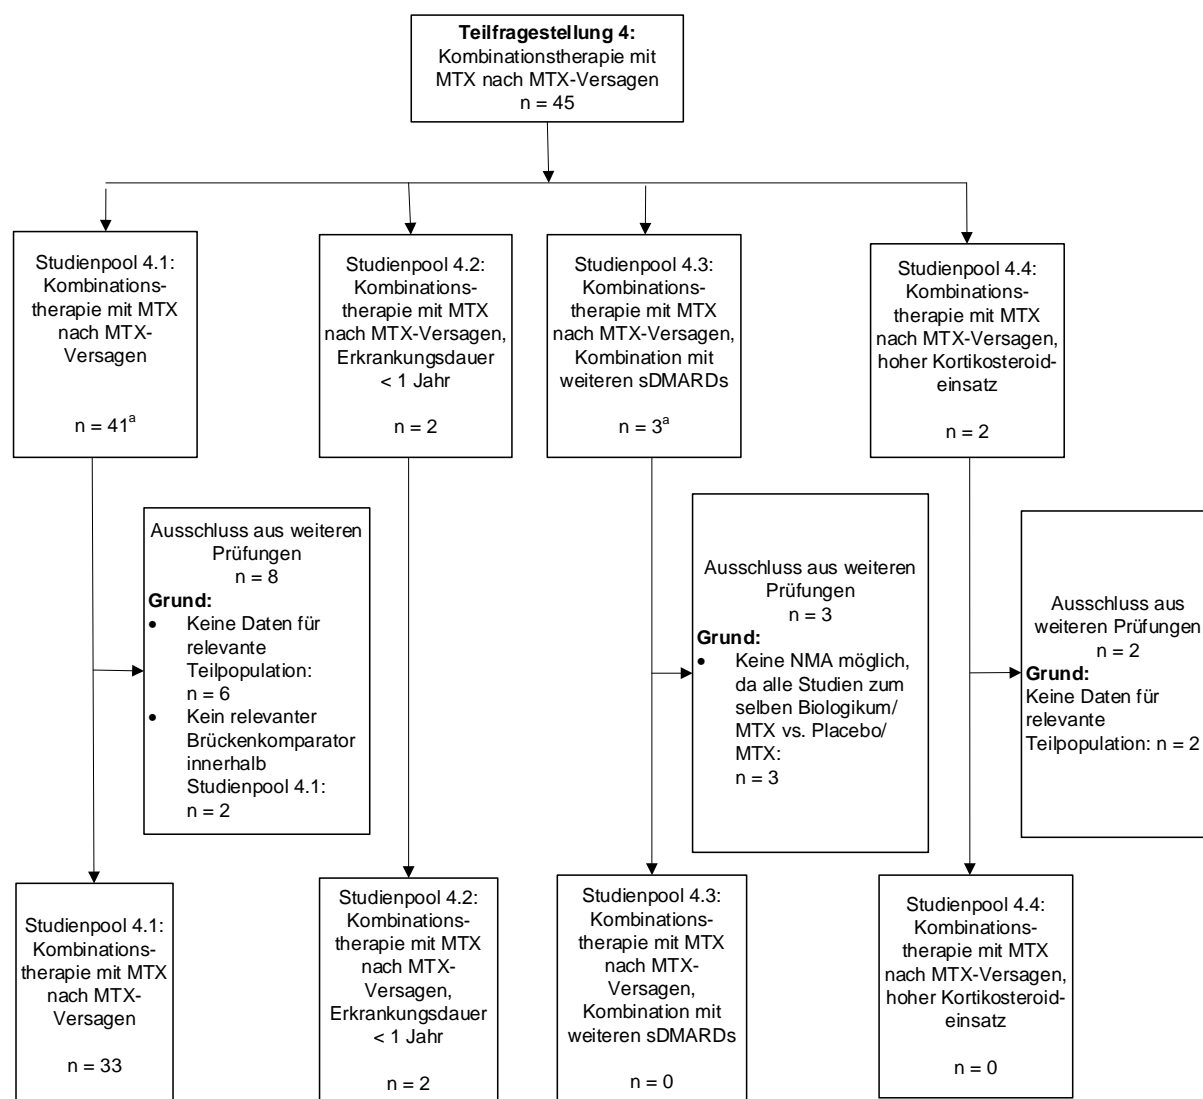 Teilfragestellung 4:
Kombinationstherapie mit
MTX nach MTX-Versagen
n = 45
Studienpool 4.1:
Kombinations-
therapie mit MTX
nach MTX-
Versagen
n = 41a
Studienpool 4.2:
Kombinations-
therapie mit MTX
nach MTX-Versagen,
Erkrankungsdauer
< 1 Jahr
n = 2
Studienpool 4.3:
Kombinations-
therapie mit MTX
nach MTX-Versagen,
Kombination mit
weiteren sDMARDs
n = 3a
Studienpool 4.4:
Kombinations-
therapie mit MTX
nach MTX-Versagen,
hoher Kortikosteroid-
einsatz
n = 2
Ausschluss aus weiteren
Prüfungen
n = 8
Grund:
• Keine Daten für
relevante
Teilpopulation:
n = 6
• Kein relevanter
Brückenkomparator
innerhalb
Studienpool 4.1:
n = 2
Ausschluss aus weiteren
Prüfungen
n = 3
Grund:
• Keine NMA möglich,
da alle Studien zum
selben Biologikum/
MTX vs. Placebo/
MTX:
n = 3
Ausschluss aus
weiteren Prüfungen
n = 2
Grund:
Keine Daten für
relevante
Teilpopulation: n = 2
Studienpool 4.1:
Kombinations-
therapie mit MTX
nach MTX-
Versagen
n = 33
Studienpool 4.2:
Kombinations-
therapie mit MTX
nach MTX-
Versagen,
Erkrankungsdauer
< 1 Jahr
n = 2
Studienpool 4.3:
Kombinations-
therapie mit MTX
nach MTX-
Versagen,
Kombination mit
weiteren sDMARDs
n = 0
Studienpool 4.4:
Kombinations-
therapie mit MTX
nach MTX-Versagen,
hoher Kortikosteroid-
einsatz
n = 0